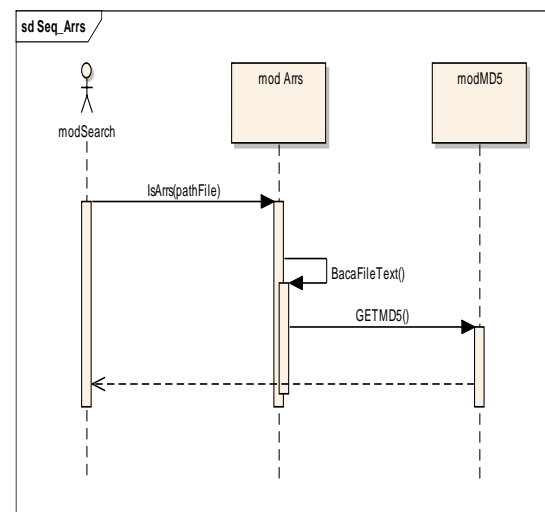 sd Seq_Arrs
modSearch
mod Arrs
modMD5
IsArrs(pathFile)
BacaFileText()
GETMD5()